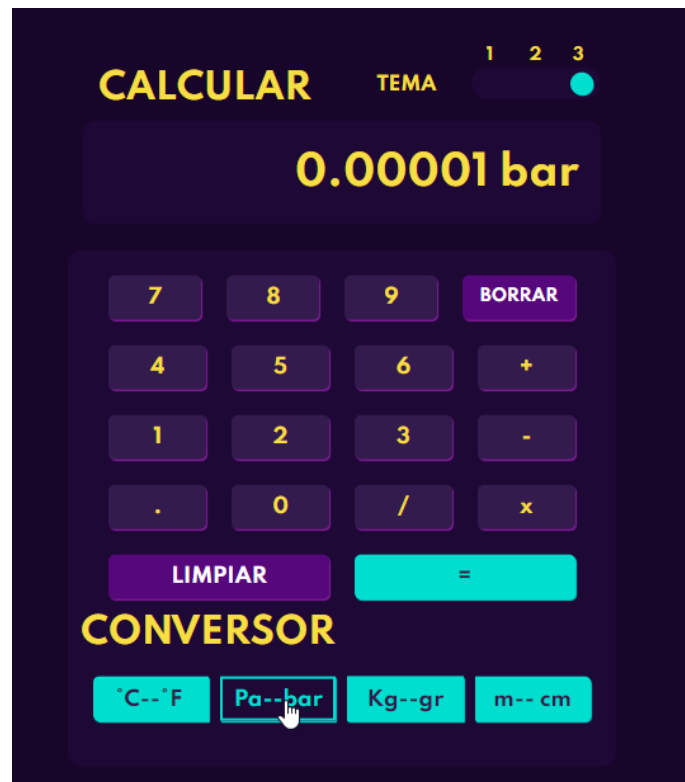 1 2 3
CALCULAR TEMA
0.00001 bar
7 8 9 BORRAR
4 5 6 +
1 2 3 -
. 0 / x
LIMPIAR =
CONVERSOR
°C--°F Pa--bar Kg--gr m-- cm